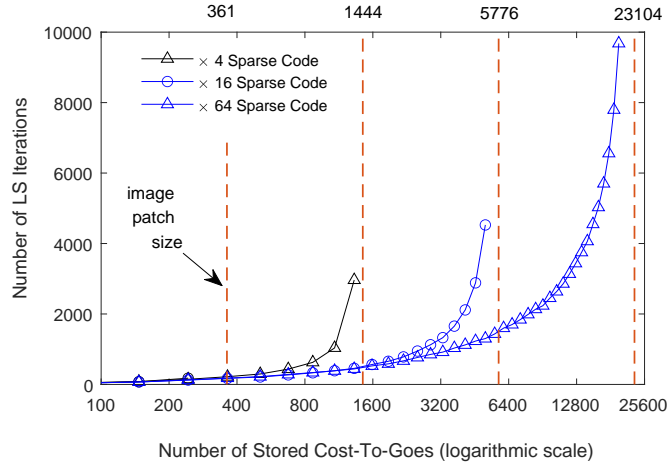 361 1444 5776 23104
10000
8000
6000
4000
2000
0
Number of LS Iterations
× 4 Sparse Code
× 16 Sparse Code
× 64 Sparse Code
image
patch
size
100 200 400 800 1600 3200 6400 12800 25600
Number of Stored Cost-To-Goes (logarithmic scale)